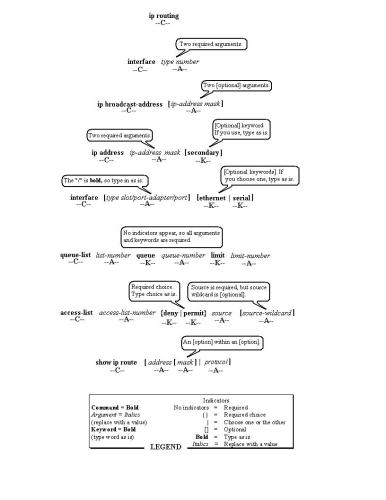 ip routing
--C--
Two required arguments.
interface type number
--C-- --A--
Two [optional] arguments.
ip broadcast-address [ip-address mask]
--C-- --A--
[Optional] keyword.
If you use, type as is.
Two required arguments.
ip address ip-address mask [secondary]
--C-- --A-- --K--
[Optional keywords]. If
you choose one, type as is.
The "/" is bold, so type in as is.
interface [type slot/port-adapter/port] [ethernet | serial]
--C-- --A-- --K-- --K--
No indicators appear, so all arguments
and keywords are required.
queue-list list-number queue queue-number limit limit-number
--C-- --A-- --K-- --A-- --K-- --A--
Required choice.
Type choice as is.
Source is required, but source
wildcard is [optional].
access-list access-list-number [deny | permit] source [source-wildcard]
--C-- --A-- --K-- --K-- --A-- --A--
An [option] within an [option].
show ip route [address [mask] | protocol]
--C-- --A-- --A-- --A--
Indicators
Command = Bold No indicators = Required
Argument = Italics { } = Required choice
(replace with a value) | = Choose one or the other
Keyword = Bold [] = Optional
(type word as is) Bold = Type as is
Italics = Replace with a value
LEGEND